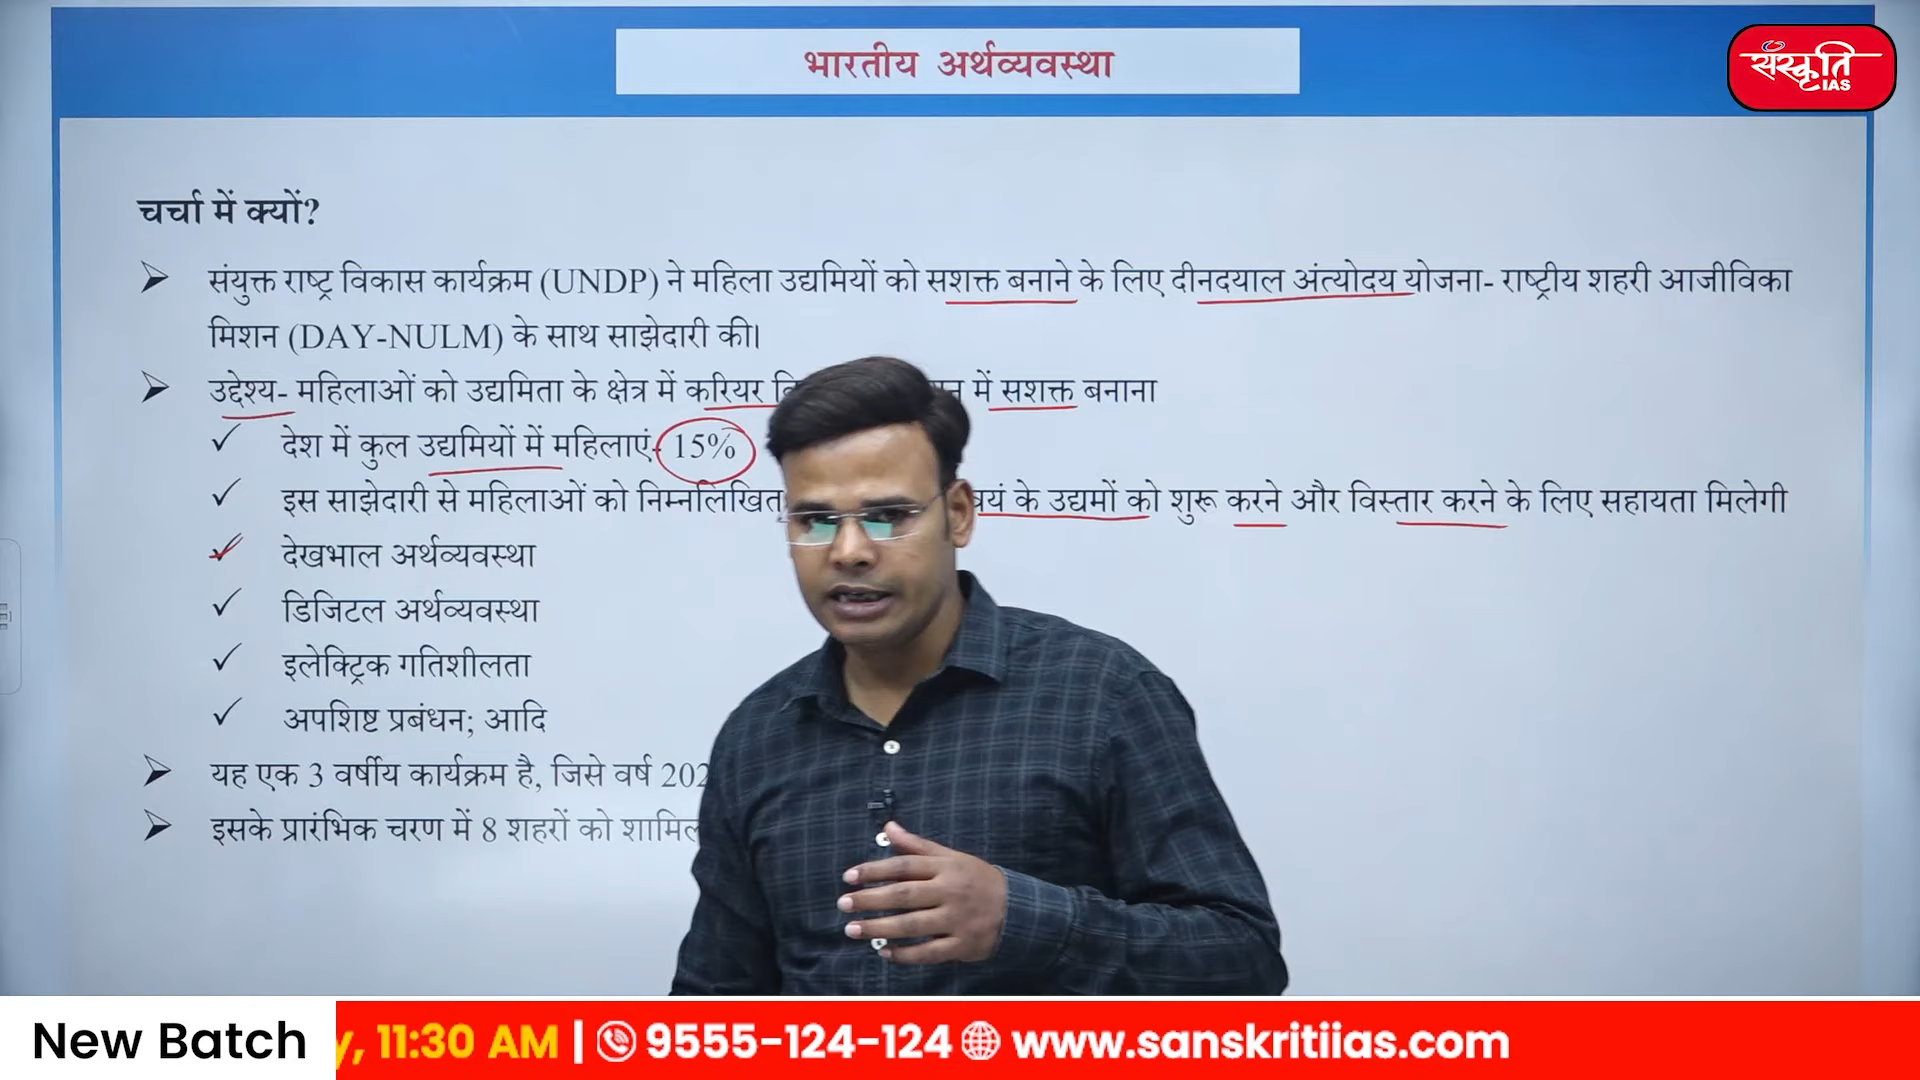 भारतीय अर्थव्यवस्था
संस्कृति
IAS
चर्चा में क्यों?
संयुक्त राष्ट्र विकास कार्यक्रम (UNDP) ने महिला उद्यमियों को सशक्त बनाने के लिए दीनदयाल अंत्योदय योजना- राष्ट्रीय शहरी आजीविका
मिशन (DAY-NULM) के साथ साझेदारी की।
उद्देश्य- महिलाओं को उद्यमिता के क्षेत्र में करियर में सशक्त बनाना
देश में कुल उद्यमियों में महिलाएं- 15%
इस साझेदारी से महिलाओं को निम्नलिखित के उद्यमों को शुरू करने और विस्तार करने के लिए सहायता मिलेगी
देखभाल अर्थव्यवस्था
डिजिटल अर्थव्यवस्था
इलेक्ट्रिक गतिशीलता
अपशिष्ट प्रबंधन; आदि
यह एक 3 वर्षीय कार्यक्रम है, जिसे वर्ष
इसके प्रारंभिक चरण में 8 शहरों को
New Batch 11:30 AM | 9555-124-124 www.sanskritiias.com